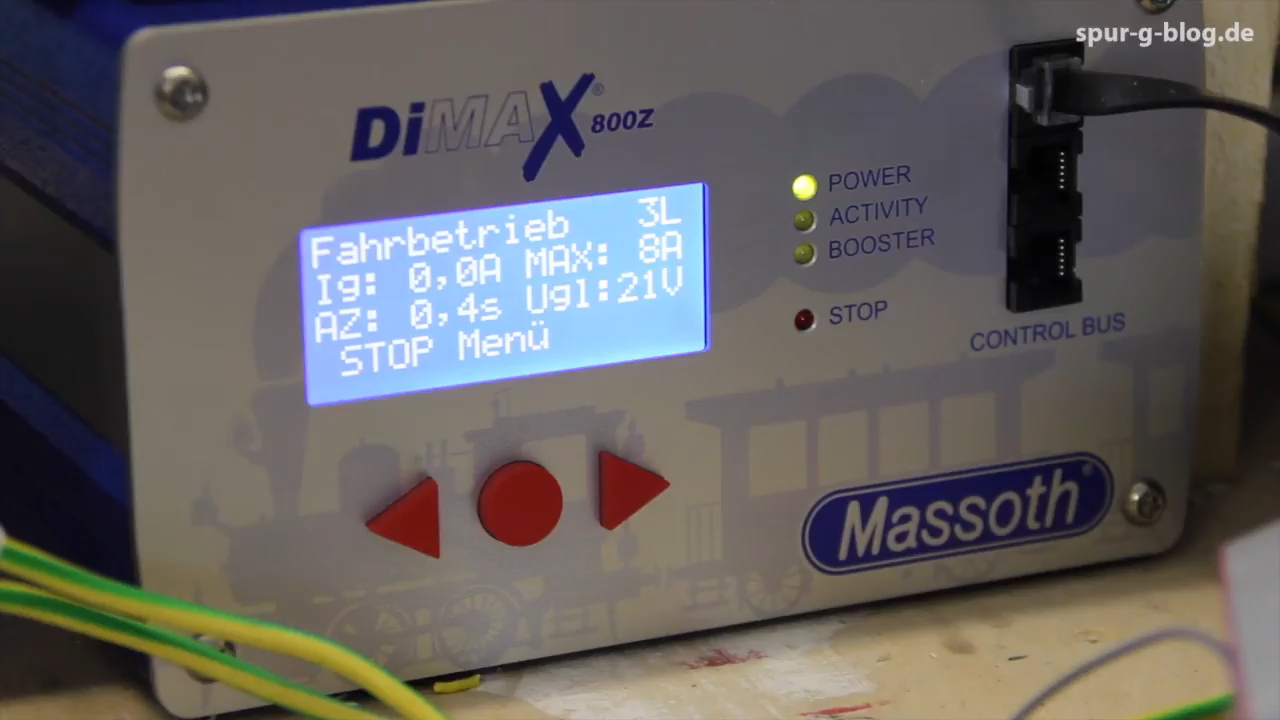 spur-g-blog.de
DiMAX® 800Z
Fahrbetrieb 3L
Ig: 0,0A MAX: 8A
AZ: 0,4s Ugl:21V
STOP Menü
POWER
ACTIVITY
BOOSTER
STOP
CONTROL BUS
Massoth®